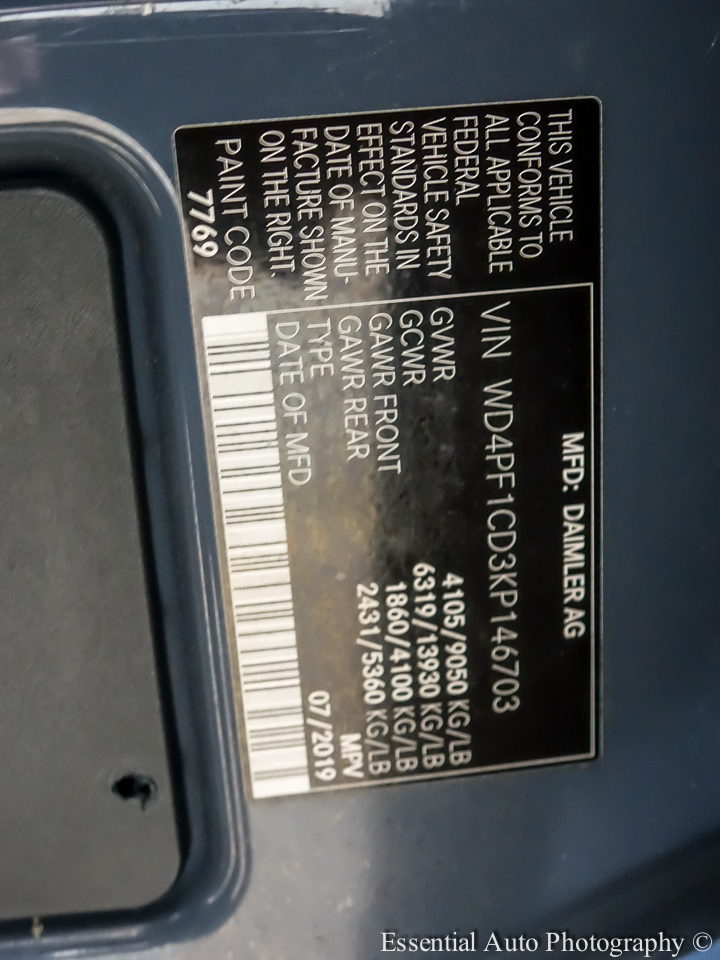 MFD: DAIMLER AG
THIS VEHICLE
CONFORMS TO
ALL APPLICABLE
FEDERAL
VEHICLE SAFETY
STANDARDS IN
EFFECT ON THE
DATE OF MANU-
FACTURE SHOWN
ON THE RIGHT.
PAINT CODE
7769
VIN WD4PF1CD3KP146703
GVWR 4105/9050 KG/LB
GCWR 6319/13930 KG/LB
GAWR FRONT 1860/4100 KG/LB
GAWR REAR 2431/5360 KG/LB
TYPE MPV
DATE OF MFD 07/2019
Essential Auto Photography ©